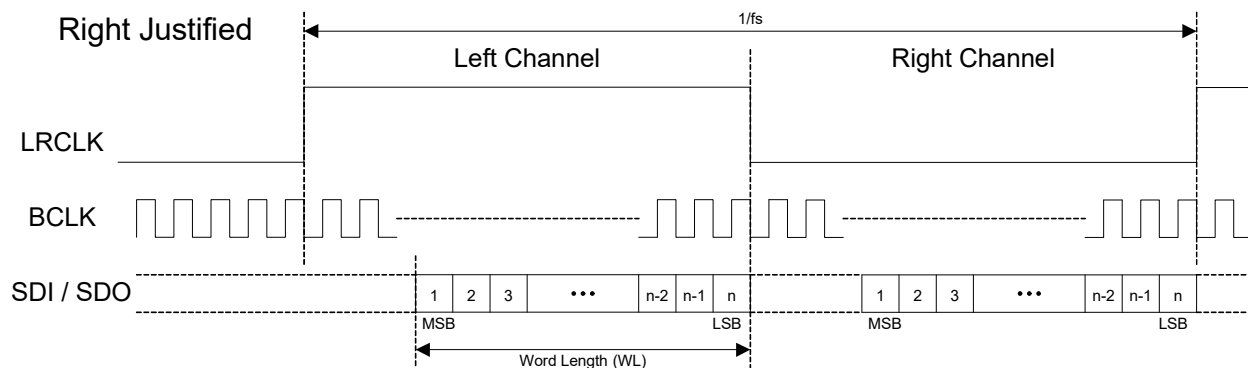 Right Justified
1/fs
Left Channel
Right Channel
LRCLK
BCLK
SDI / SDO
1 2 3 ••• n-2 n-1 n 1 2 3 ••• n-2 n-1 n
MSB LSB MSB LSB
Word Length (WL)